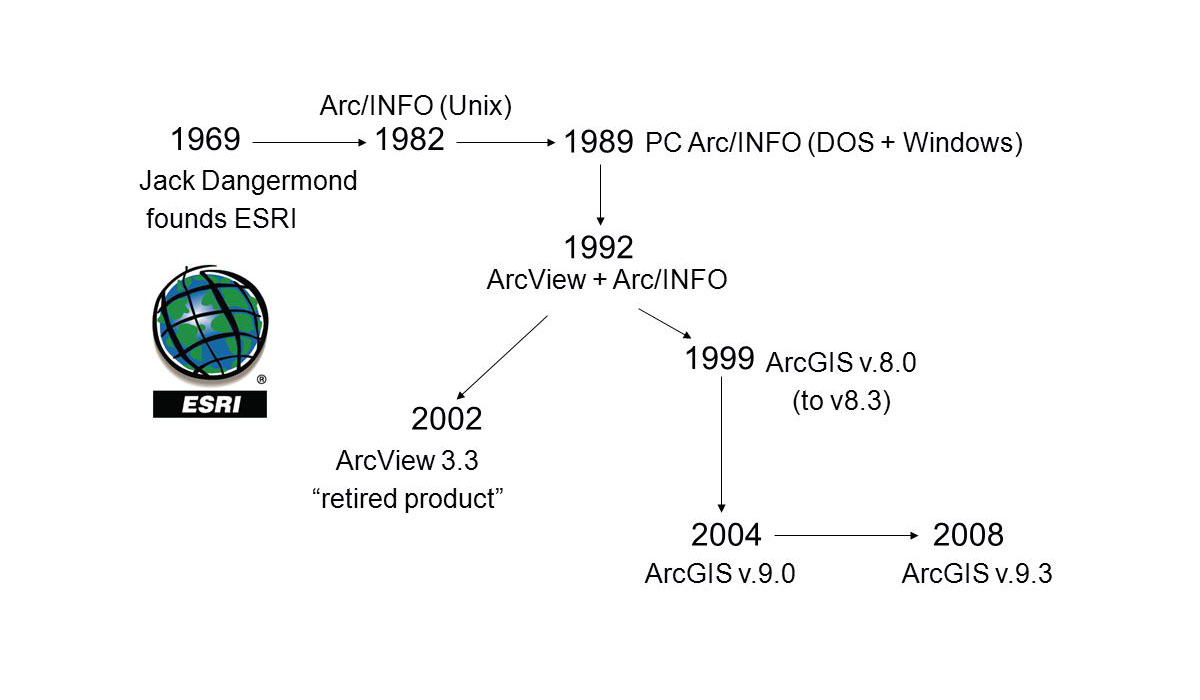 Arc/INFO (Unix)
1969 1982 1989 PC Arc/INFO (DOS + Windows)
Jack Dangermond
founds ESRI
1992
ArcView + Arc/INFO
1999 ArcGIS v.8.0
(to v8.3)
®
ESRI
2002
ArcView 3.3
“retired product”
2004 2008
ArcGIS v.9.0 ArcGIS v.9.3